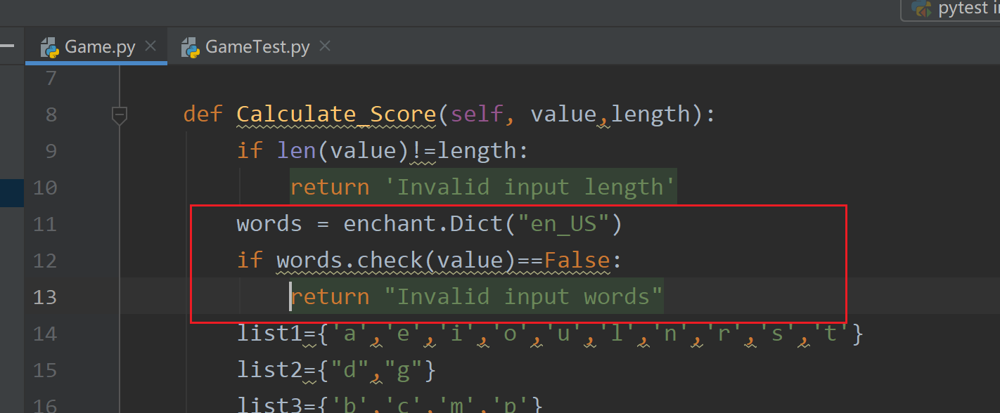 pytest in
Game.py
GameTest.py
7
8 def Calculate_Score(self, value,length):
9 if len(value)!=length:
10 return 'Invalid input length'
11 words = enchant.Dict("en_US")
12 if words.check(value)==False:
13 return "Invalid input words"
14 list1={'a','e','i','o','u','l','n','r','s','t'}
15 list2={"d","g"}
16 list3={'b','c','m','p'}